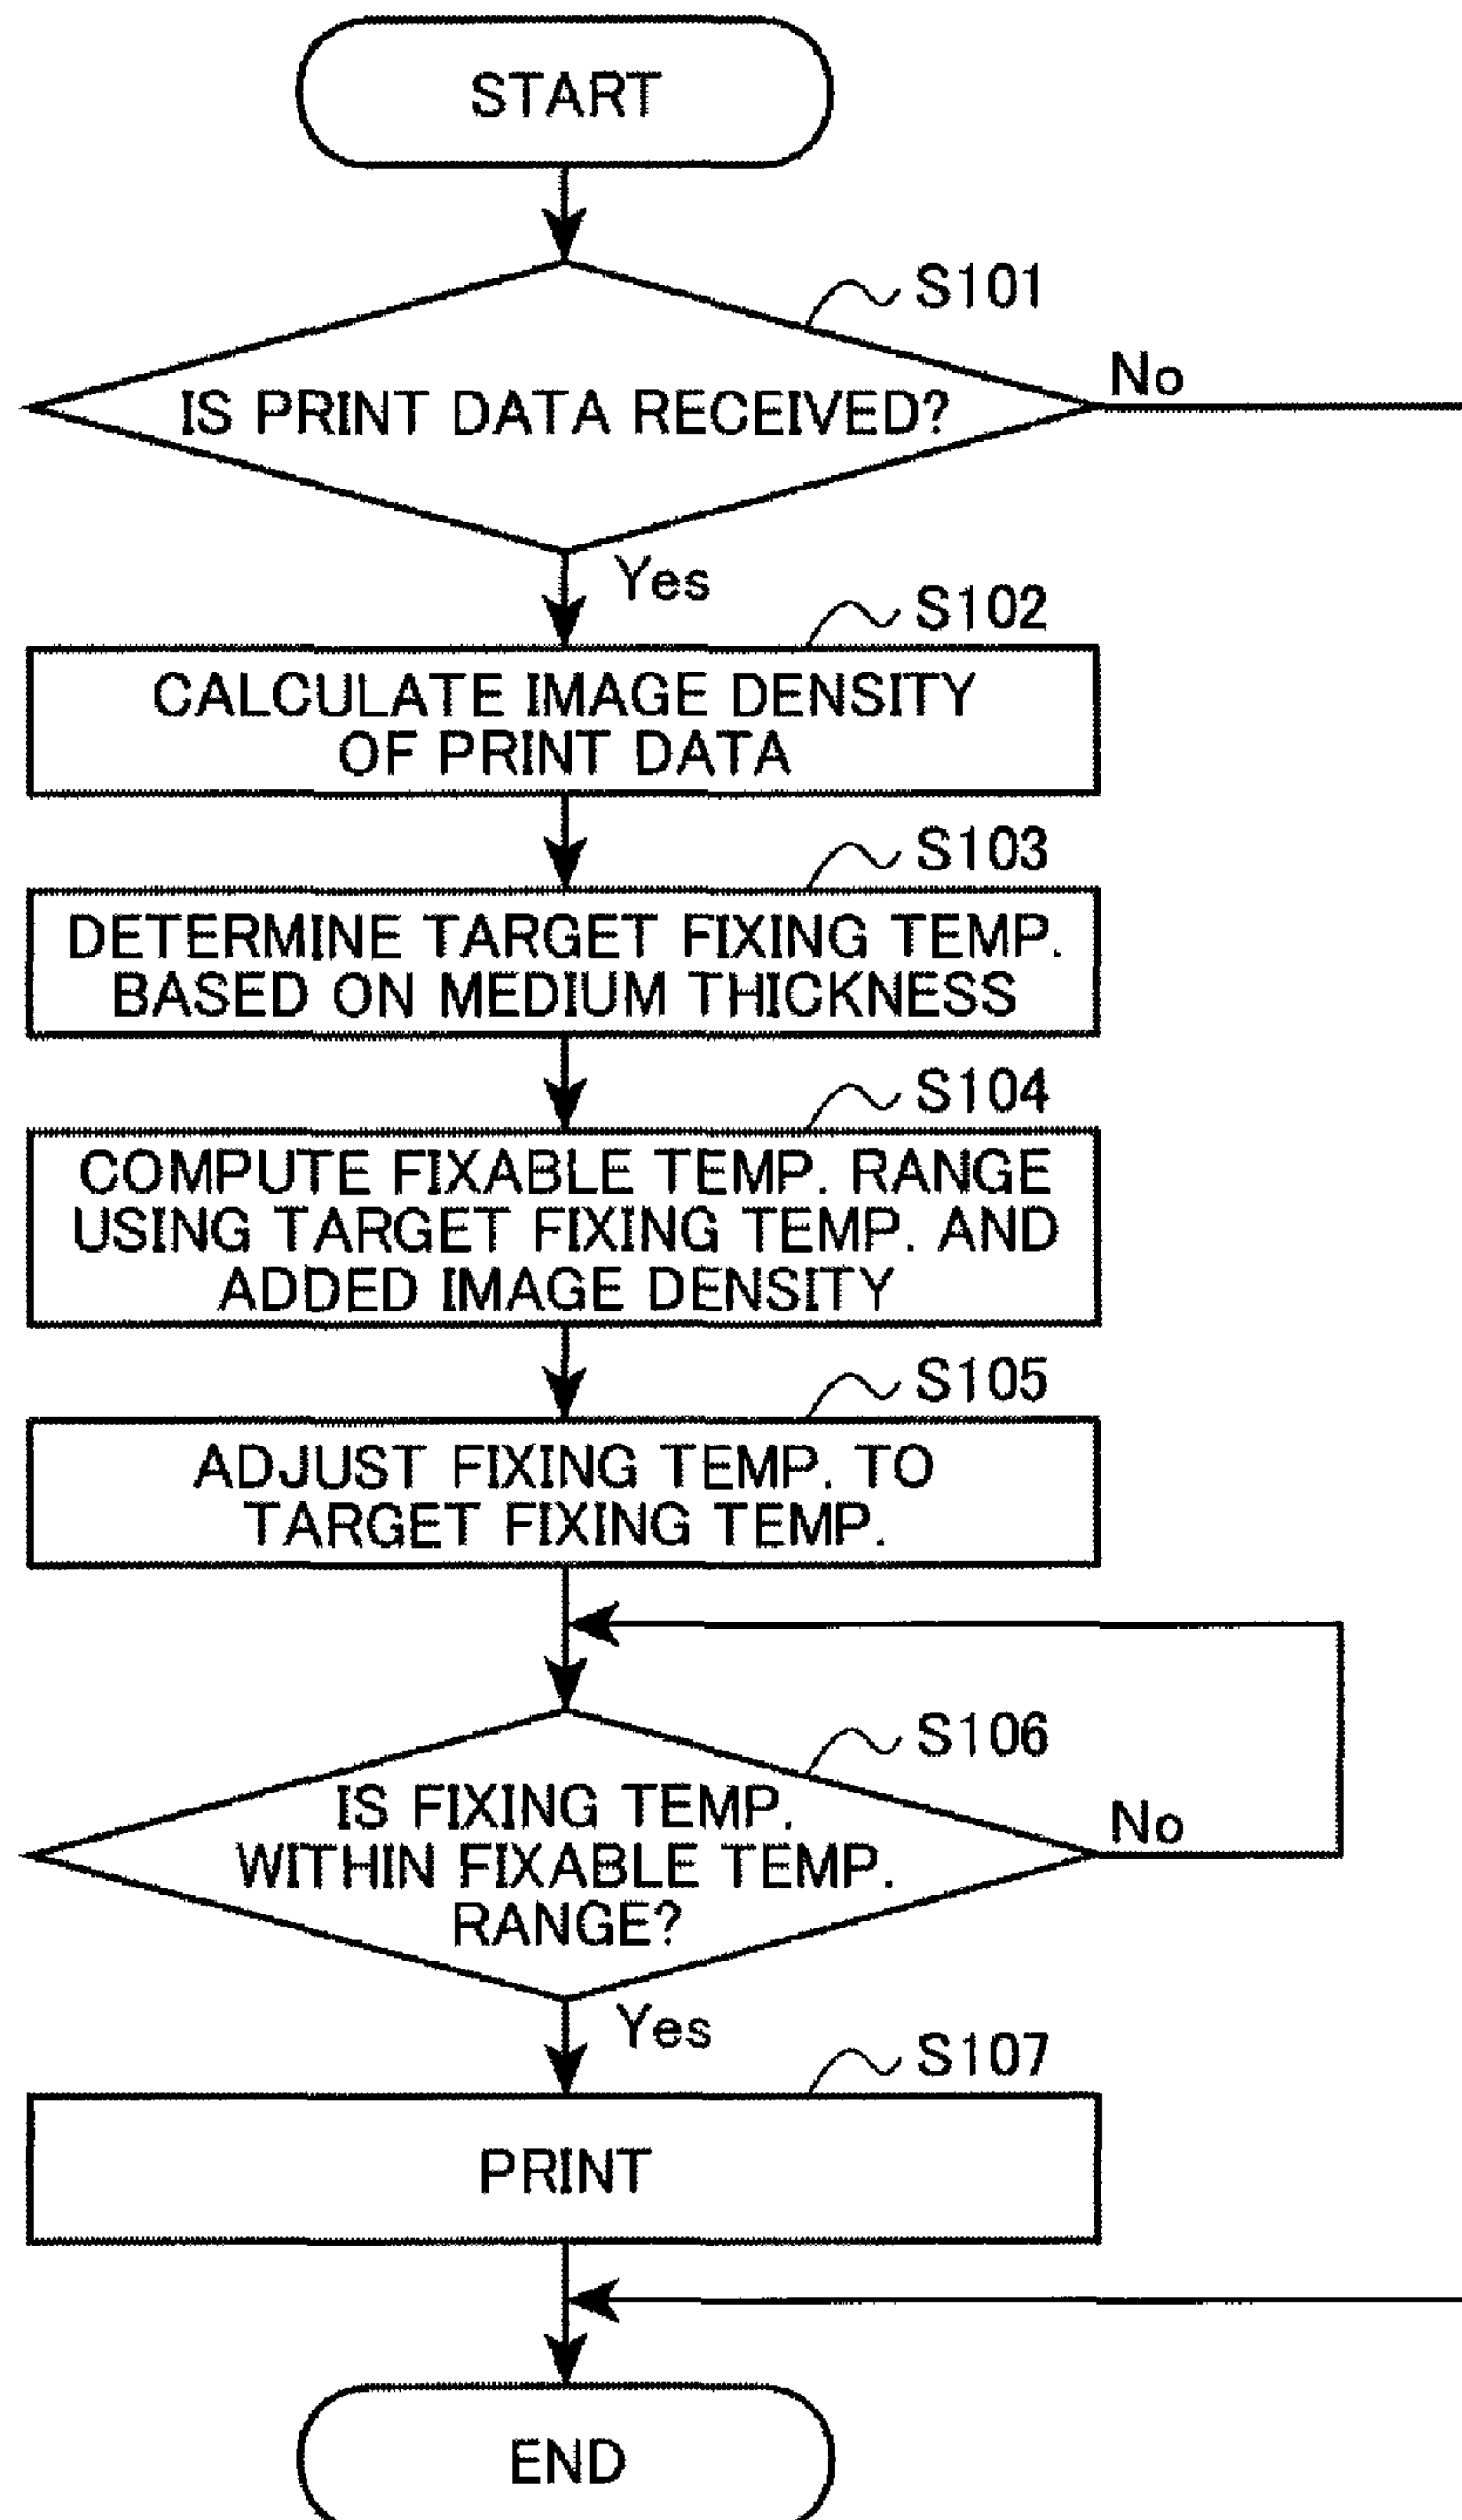 START
S101
IS PRINT DATA RECEIVED?
No
Yes
S102
CALCULATE IMAGE DENSITY
OF PRINT DATA
S103
DETERMINE TARGET FIXING TEMP.
BASED ON MEDIUM THICKNESS
S104
COMPUTE FIXABLE TEMP. RANGE
USING TARGET FIXING TEMP. AND
ADDED IMAGE DENSITY
S105
ADJUST FIXING TEMP. TO
TARGET FIXING TEMP.
S106
IS FIXING TEMP.
WITHIN FIXABLE TEMP.
RANGE?
No
Yes
S107
PRINT
END